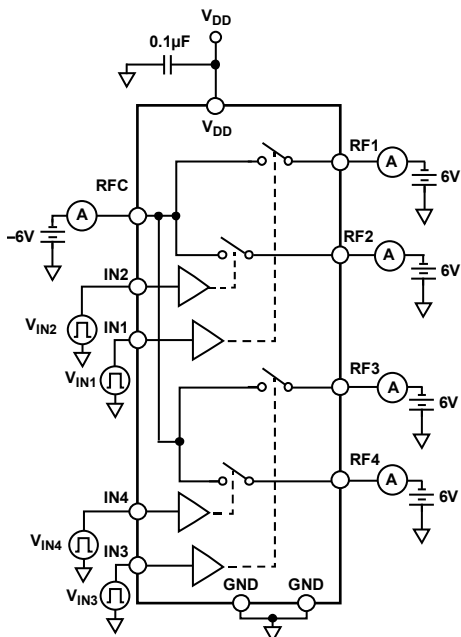 VDD
0.1µF
VDD
RF1
A
6V
RFC
A
–6V
RF2
A
6V
IN2
VIN2
IN1
VIN1
RF3
A
6V
RF4
A
6V
IN4
VIN4
IN3
VIN3
GND
GND